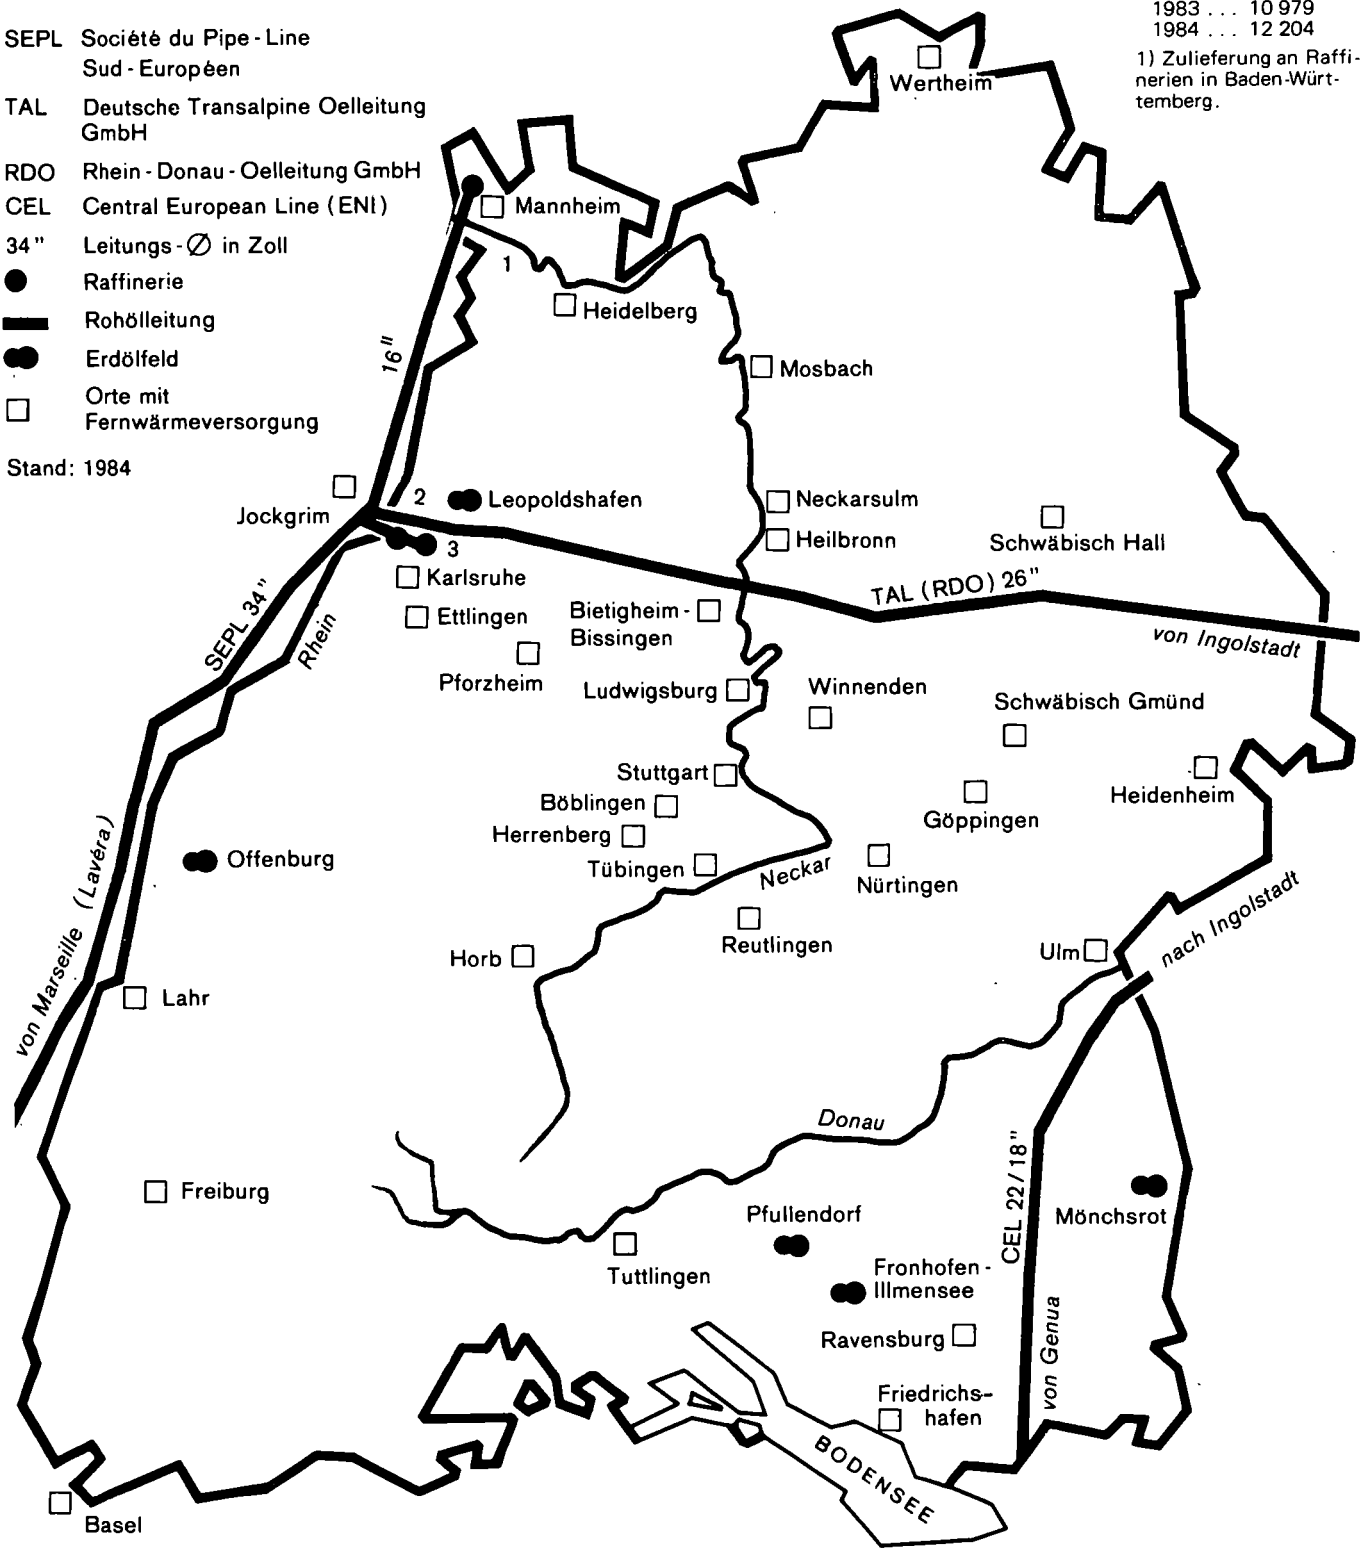 SEPL Société du Pipe-Line
Sud-Européen
TAL Deutsche Transalpine Oelleitung
GmbH
RDO Rhein-Donau-Oelleitung GmbH
CEL Central European Line (ENI)
34" Leitungs-∅ in Zoll
Raffinerie
Rohölleitung
Erdölfeld
Orte mit
Fernwärmeversorgung
Stand: 1984
1983 ... 10 979
1984 ... 12 204
1) Zulieferung an Raffi-
nerien in Baden-Würt-
temberg.
Wertheim
Mannheim
1
Heidelberg
16"
Mosbach
Jockgrim
2
Leopoldshafen
Neckarsulm
3
Heilbronn
Schwäbisch Hall
Karlsruhe
TAL (RDO) 26"
SEPL 34"
Rhein
Ettlingen
Bietigheim-
Bissingen
von Ingolstadt
Pforzheim
Ludwigsburg
Winnenden
Schwäbisch Gmünd
Stuttgart
Böblingen
Heidenheim
Göppingen
Herrenberg
Offenburg
Tübingen
Neckar
Nürtingen
von Marseille (Lavéra)
Reutlingen
nach Ingolstadt
Horb
Ulm
Lahr
Donau
Freiburg
CEL 22/18"
Pfullendorf
Mönchsrot
Tuttlingen
Fronhofen-
Illmensee
Ravensburg
von Genua
Friedrichs-
hafen
BODENSEE
Basel